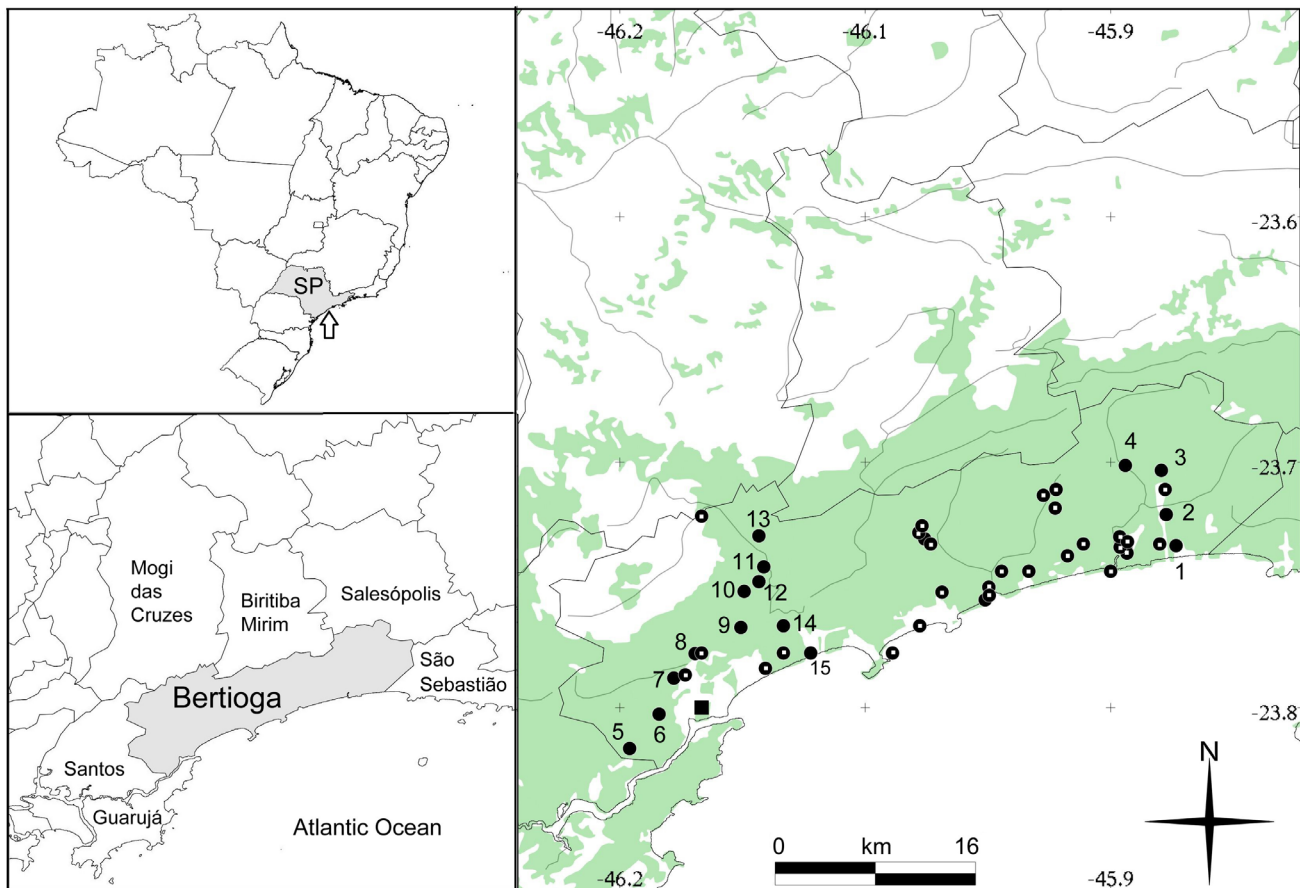 SP
Mogi
das
Cruzes
Biritiba
Mirim
Salesópolis
São
Sebastião
Bertioga
Santos
Guarujá
Atlantic Ocean
-46.2
-46.1
-45.9
-23.6
-23.7
4
3
2
1
13
11
12
10
9
14
8
15
7
6
5
-23.8
N
0 km 16
-46.2
-45.9